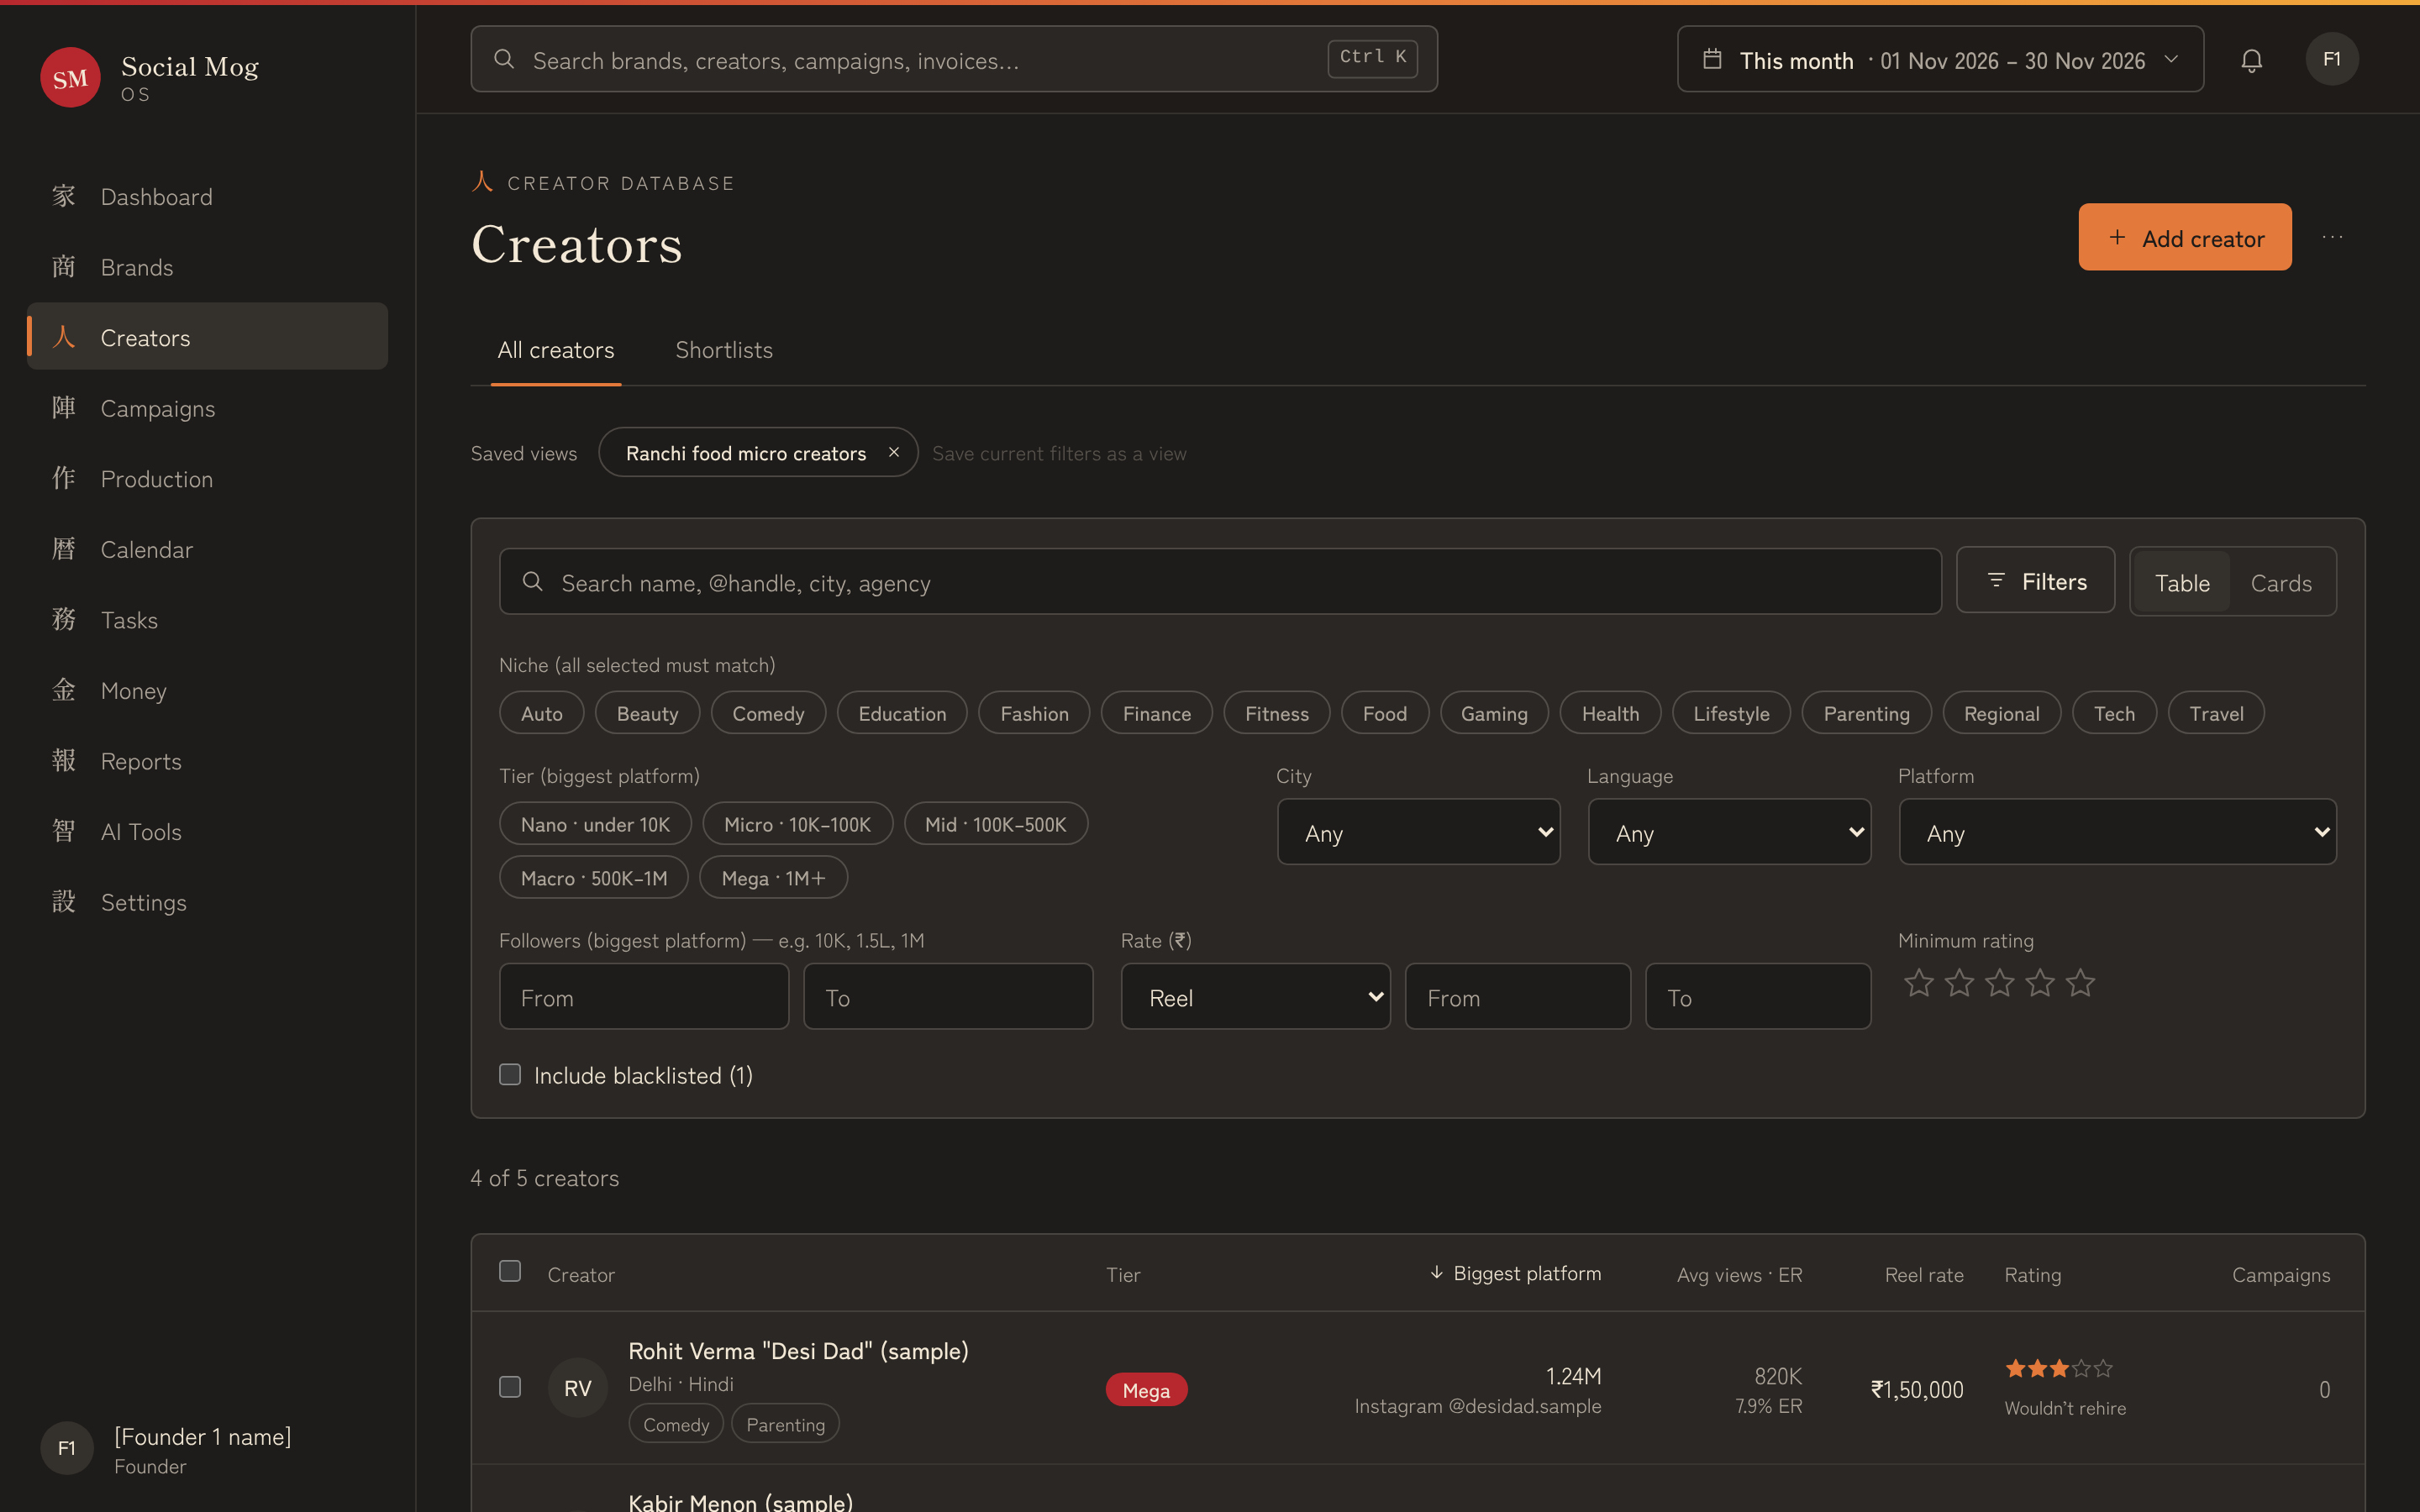 SM
Social Mog
OS
Search brands, creators, campaigns, invoices...
Ctrl K
This month · 01 Nov 2026 – 30 Nov 2026
F1
家 Dashboard
商 Brands
人 Creators
陣 Campaigns
作 Production
暦 Calendar
務 Tasks
金 Money
報 Reports
智 AI Tools
設 Settings
F1
[Founder 1 name]
Founder
人 CREATOR DATABASE
Creators
+ Add creator
...
All creators
Shortlists
Saved views
Ranchi food micro creators ×
Save current filters as a view
Search name, @handle, city, agency
Filters
Table
Cards
Niche (all selected must match)
Auto
Beauty
Comedy
Education
Fashion
Finance
Fitness
Food
Gaming
Health
Lifestyle
Parenting
Regional
Tech
Travel
Tier (biggest platform)
Nano · under 10K
Micro · 10K–100K
Mid · 100K–500K
Macro · 500K–1M
Mega · 1M+
City
Any
Language
Any
Platform
Any
Followers (biggest platform) — e.g. 10K, 1.5L, 1M
From
To
Rate (₹)
Reel
From
To
Minimum rating
Include blacklisted (1)
4 of 5 creators
Creator
Tier
↓ Biggest platform
Avg views · ER
Reel rate
Rating
Campaigns
RV
Rohit Verma "Desi Dad" (sample)
Delhi · Hindi
Comedy
Parenting
Mega
1.24M
Instagram @desidad.sample
820K
7.9% ER
₹1,50,000
Wouldn't rehire
0
Kabir Menon (sample)